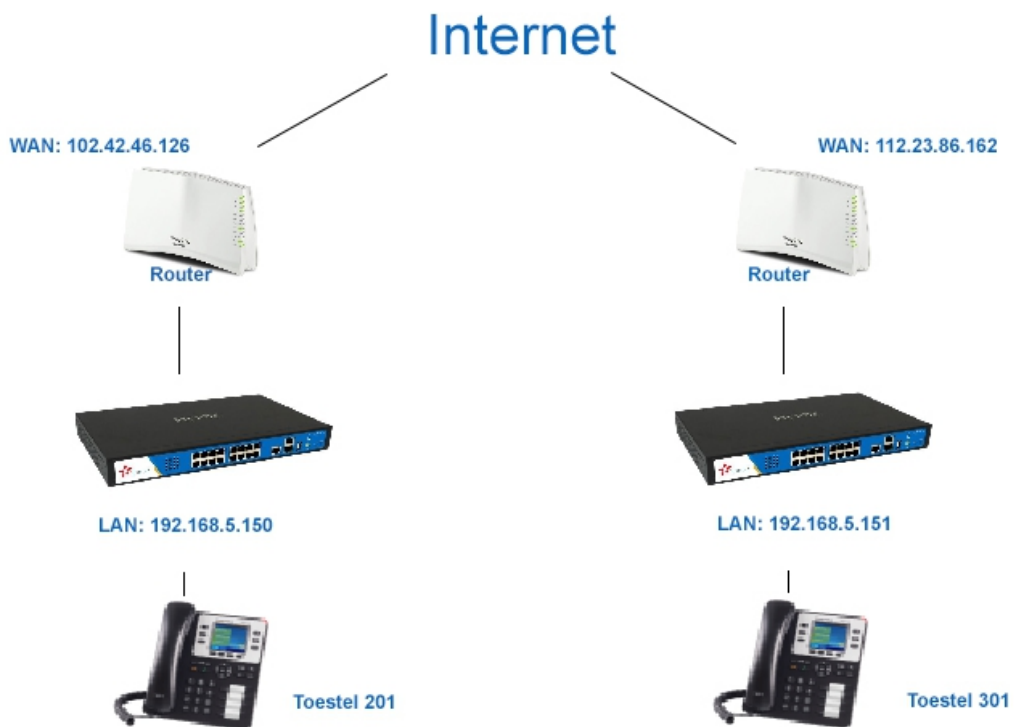 Internet
WAN: 102.42.46.126
WAN: 112.23.86.162
Router
Router
LAN: 192.168.5.150
LAN: 192.168.5.151
Toestel 201
Toestel 301